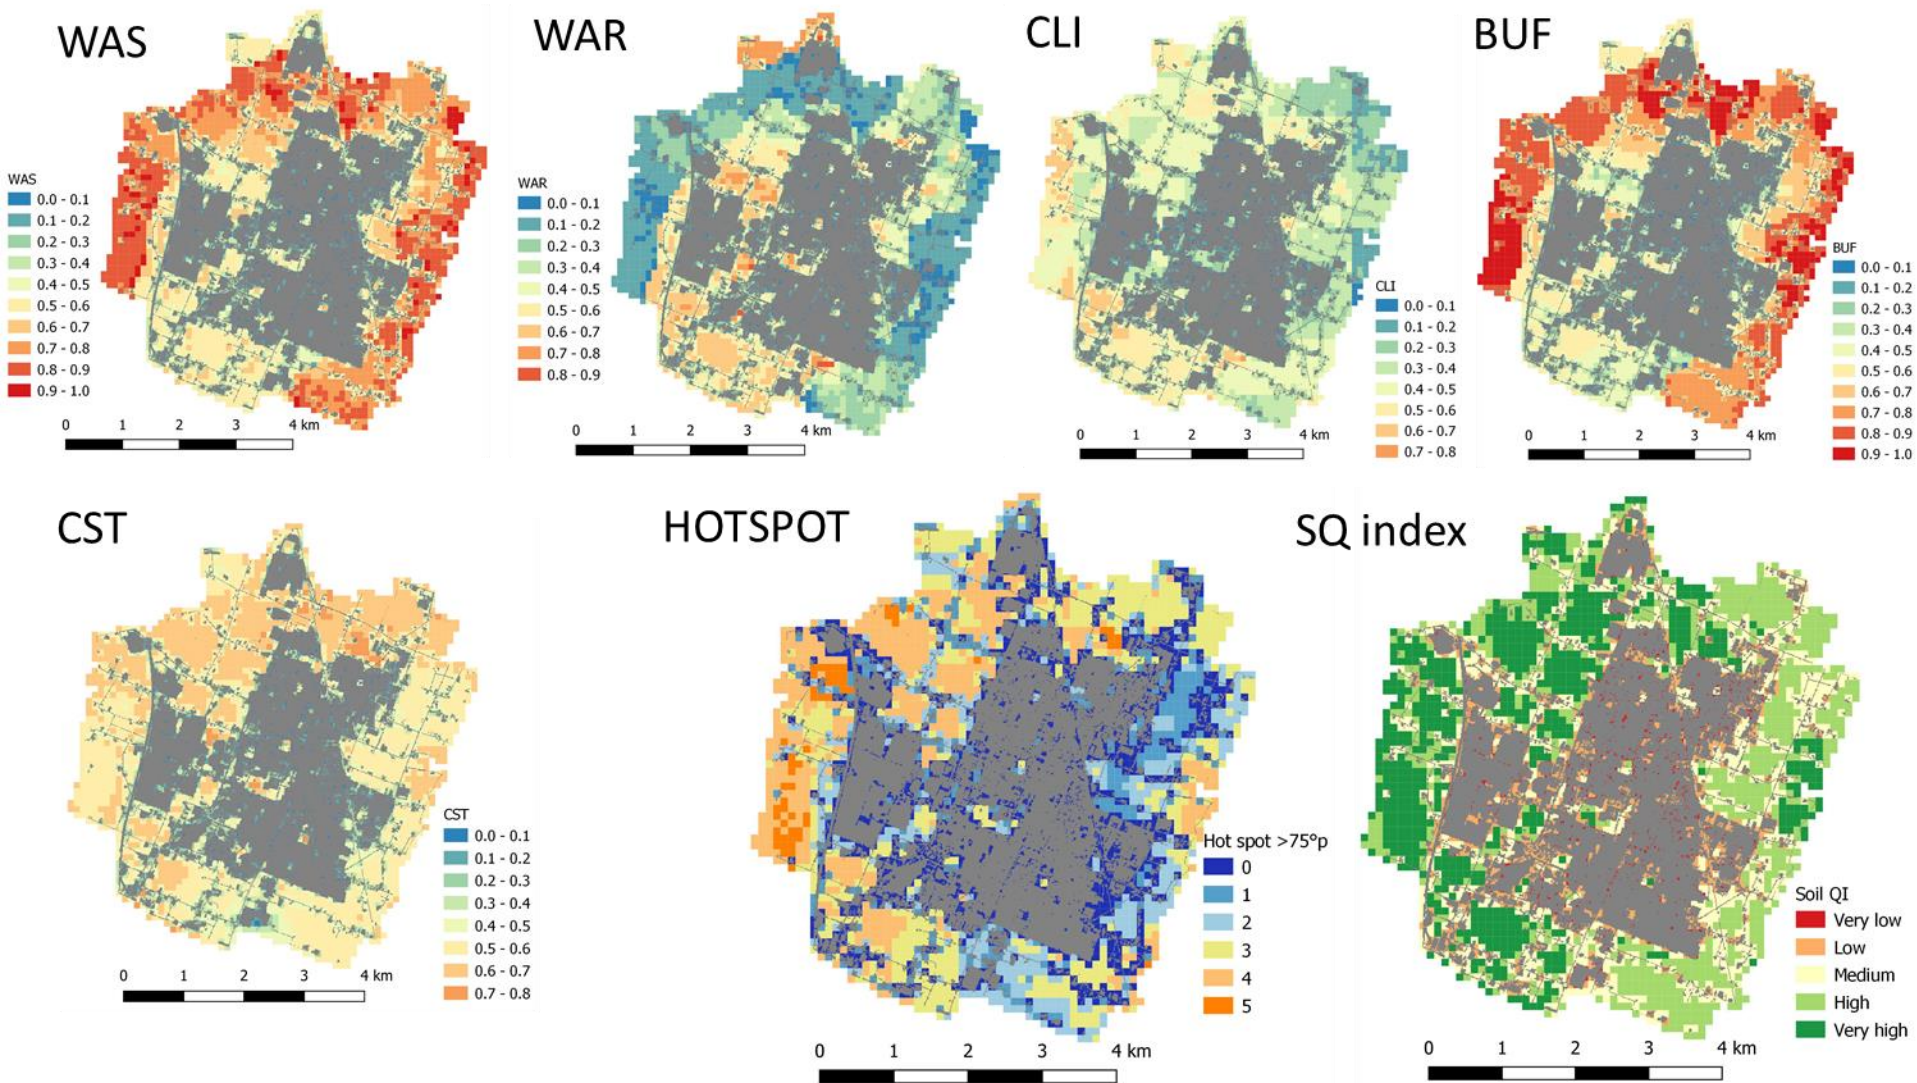 WAS
WAS
0.0 - 0.1
0.1 - 0.2
0.2 - 0.3
0.3 - 0.4
0.4 - 0.5
0.5 - 0.6
0.6 - 0.7
0.7 - 0.8
0.8 - 0.9
0.9 - 1.0
0 1 2 3 4 km
WAR
WAR
0.0 - 0.1
0.1 - 0.2
0.2 - 0.3
0.3 - 0.4
0.4 - 0.5
0.5 - 0.6
0.6 - 0.7
0.7 - 0.8
0.8 - 0.9
0 1 2 3 4 km
CLI
CLI
0.0 - 0.1
0.1 - 0.2
0.2 - 0.3
0.3 - 0.4
0.4 - 0.5
0.5 - 0.6
0.6 - 0.7
0.7 - 0.8
0 1 2 3 4 km
BUF
BUF
0.0 - 0.1
0.1 - 0.2
0.2 - 0.3
0.3 - 0.4
0.4 - 0.5
0.5 - 0.6
0.6 - 0.7
0.7 - 0.8
0.8 - 0.9
0.9 - 1.0
0 1 2 3 4 km
CST
CST
0.0 - 0.1
0.1 - 0.2
0.2 - 0.3
0.3 - 0.4
0.4 - 0.5
0.5 - 0.6
0.6 - 0.7
0.7 - 0.8
0 1 2 3 4 km
HOTSPOT
Hot spot >75°p
0
1
2
3
4
5
0 1 2 3 4 km
SQ index
Soil QI
Very low
Low
Medium
High
Very high
0 1 2 3 4 km